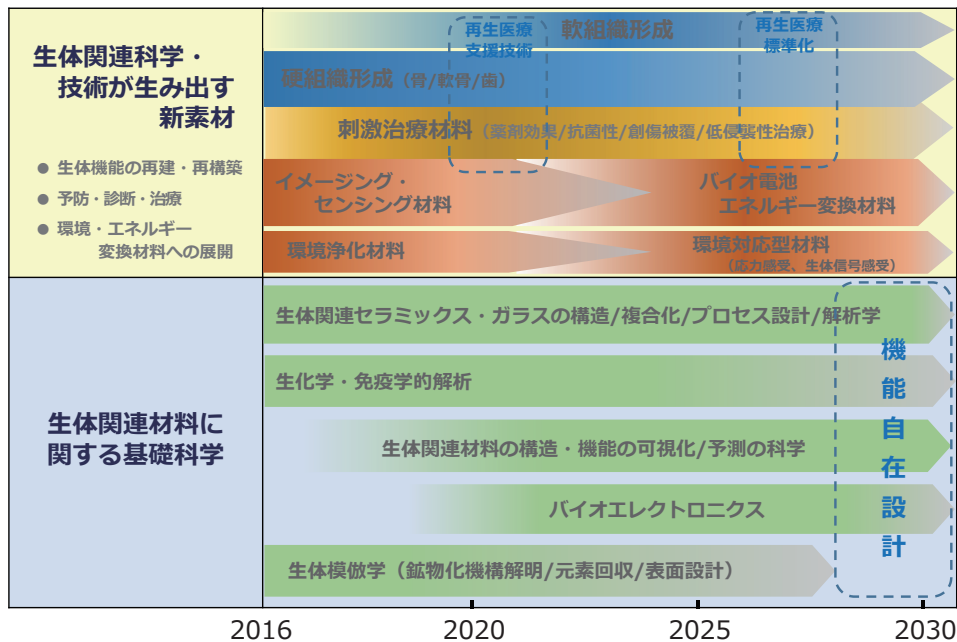 生体関連科学・
技術が生み出す
新素材
● 生体機能の再建・再構築
● 予防・診断・治療
● 環境・エネルギー
変換材料への展開
再生医療
支援技術
軟組織形成
再生医療
標準化
硬組織形成（骨/軟骨/歯）
刺激治療材料（薬剤効果/抗菌性/創傷被覆/低侵襲性治療）
イメージング・
センシング材料
バイオ電池
エネルギー変換材料
環境浄化材料
環境対応型材料
（応力感受、生体信号感受）
生体関連材料に
関する基礎科学
生体関連セラミックス・ガラスの構造/複合化/プロセス設計/解析学
生化学・免疫学的解析
生体関連材料の構造・機能の可視化/予測の科学
バイオエレクトロニクス
生体模倣学（鉱物化機構解明/元素回収/表面設計）
機能自在設計
2016
2020
2025
2030